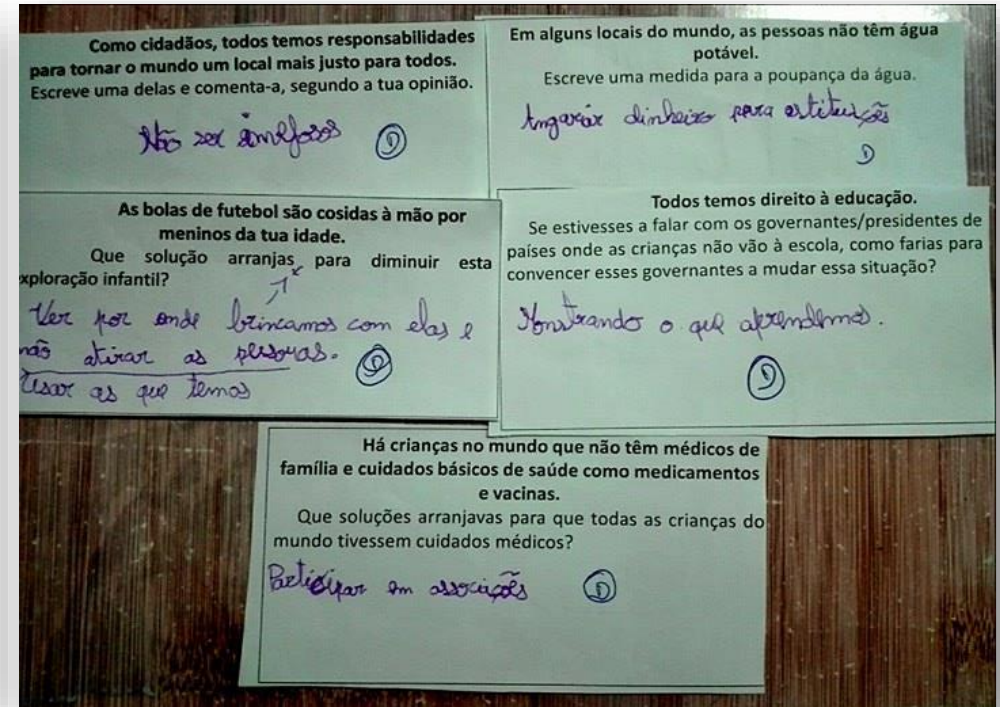 Como cidadãos, todos temos responsabilidades
para tornar o mundo um local mais justo para todos.
Escreve uma delas e comenta-a, segundo a tua opinião.
Não ser
D
Em alguns locais do mundo, as pessoas não têm água
potável.
Escreve uma medida para a poupança da água.
Angariar dinheiro para estituições
D
As bolas de futebol são cosidas à mão por
meninos da tua idade.
Que solução arranjas para diminuir esta
xploração infantil?
Ver por onde brincamos com elas e
não atirar as pessouas.
Usar as que temos
D
Todos temos direito à educação.
Se estivesses a falar com os governantes/presidentes de
países onde as crianças não vão à escola, como farias para
convencer esses governantes a mudar essa situação?
Monstrando o que aprendemos.
D
Há crianças no mundo que não têm médicos de
família e cuidados básicos de saúde como medicamentos
e vacinas.
Que soluções arranjavas para que todas as crianças do
mundo tivessem cuidados médicos?
Participar em associações
D